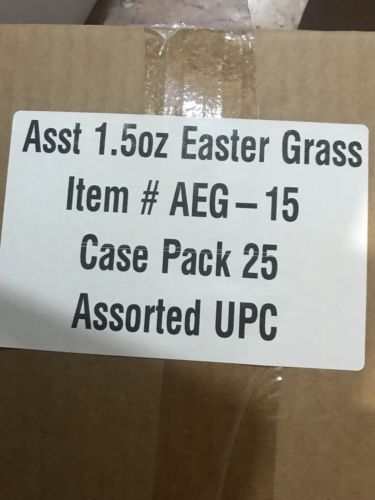 Asst 1.5oz Easter Grass
Item # AEG-15
Case Pack 25
Assorted UPC